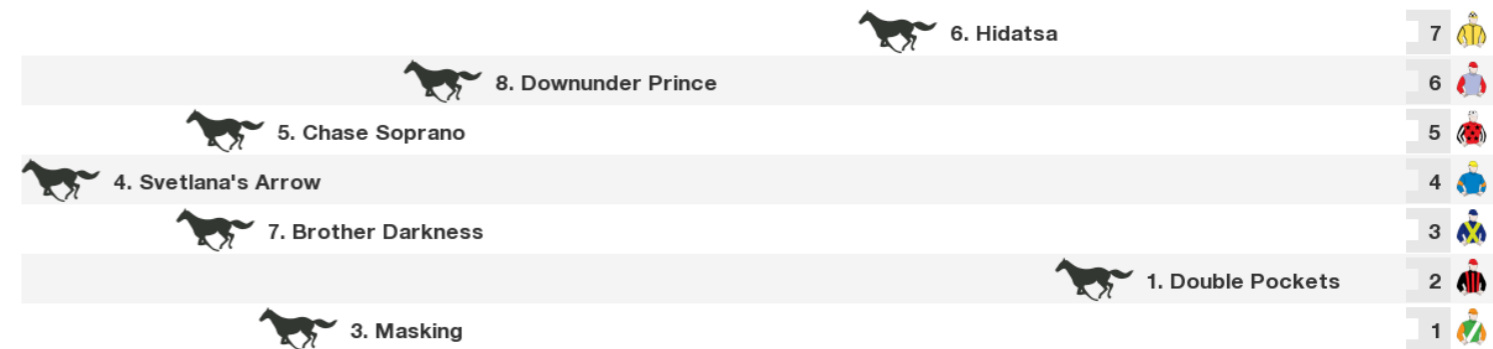 6. Hidatsa 7
8. Downunder Prince 6
5. Chase Soprano 5
4. Svetlana's Arrow 4
7. Brother Darkness 3
1. Double Pockets 2
3. Masking 1